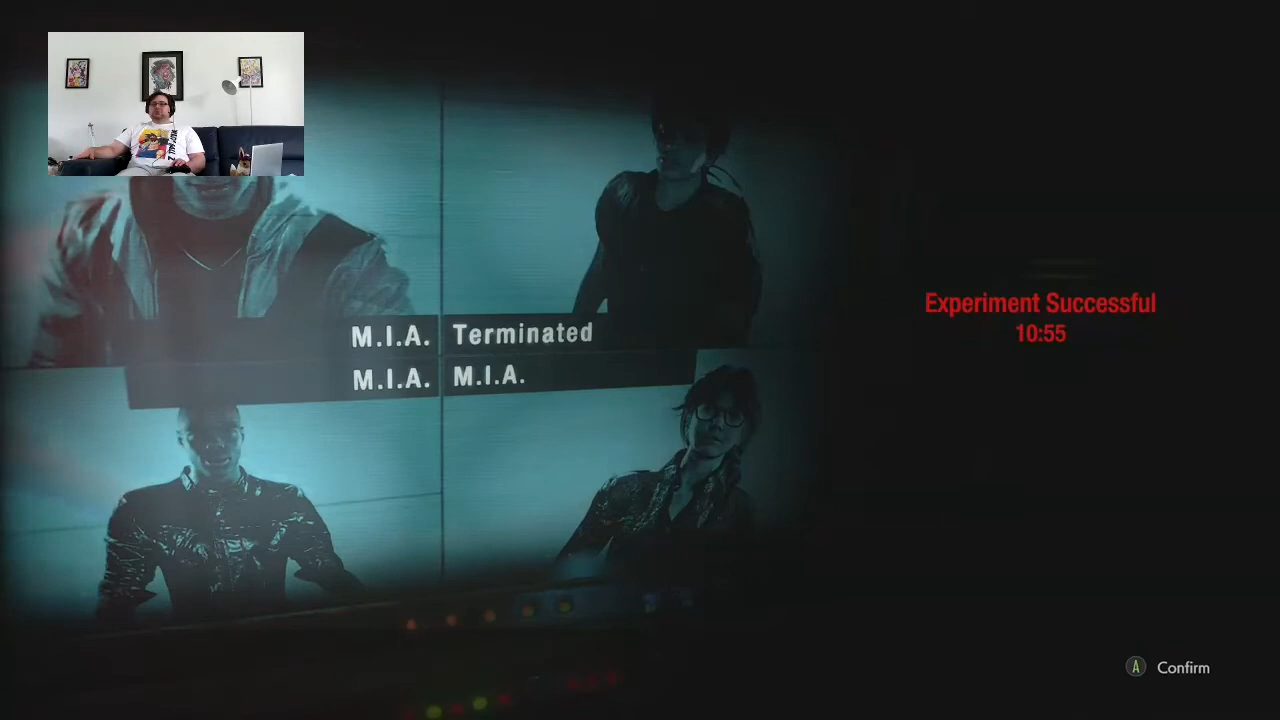 M.I.A. Terminated
M.I.A. M.I.A.
Experiment Successful
10:55
A Confirm